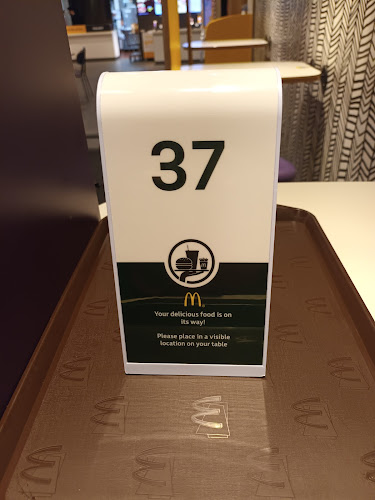 37
Your delicious food is on
its way!
Please place in a visible
location on your table